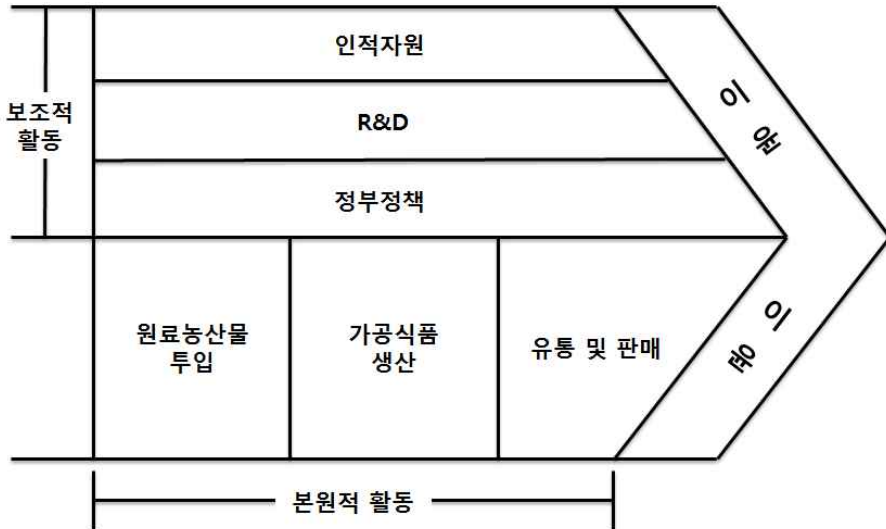 인적자원
보조적
활동
R&D
정부정책
이윤
원료농산물
투입
가공식품
생산
유통 및 판매
이윤
본원적 활동